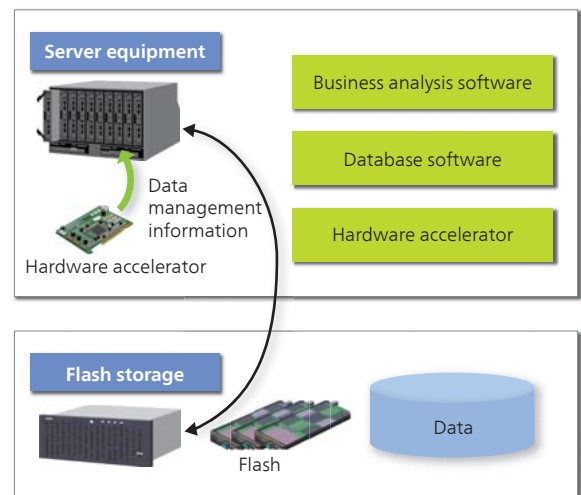 Server equipment
Business analysis software
Database software
Hardware accelerator
Data
management
information
Hardware accelerator
Flash storage
Flash
Data